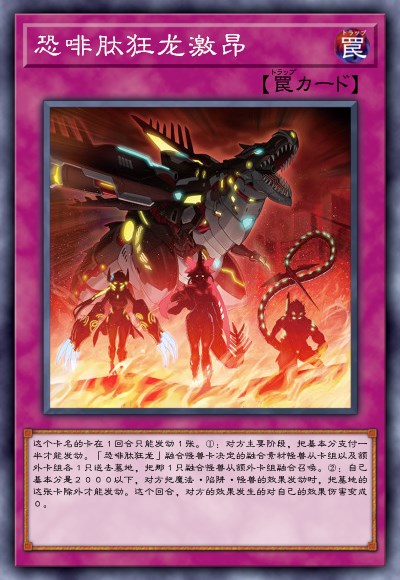 恐啡肽狂龙激昂
トラップ
罠
トラップ
【罠カード】
这个卡名的卡在1回合只能发动1张。①：对方主要阶段，把基本分支付一
半才能发动。「恐啡肽狂龙」融合怪兽卡决定的融合素材怪兽从卡组以及额
外卡组各1只送去墓地，把那1只融合怪兽从额外卡组融合召唤。②：自己
基本分是2000以下，对方把魔法·陷阱·怪兽的效果发动时，把墓地的
这张卡除外才能发动。这个回合，对方的效果发生的对自己的效果伤害变成
0。